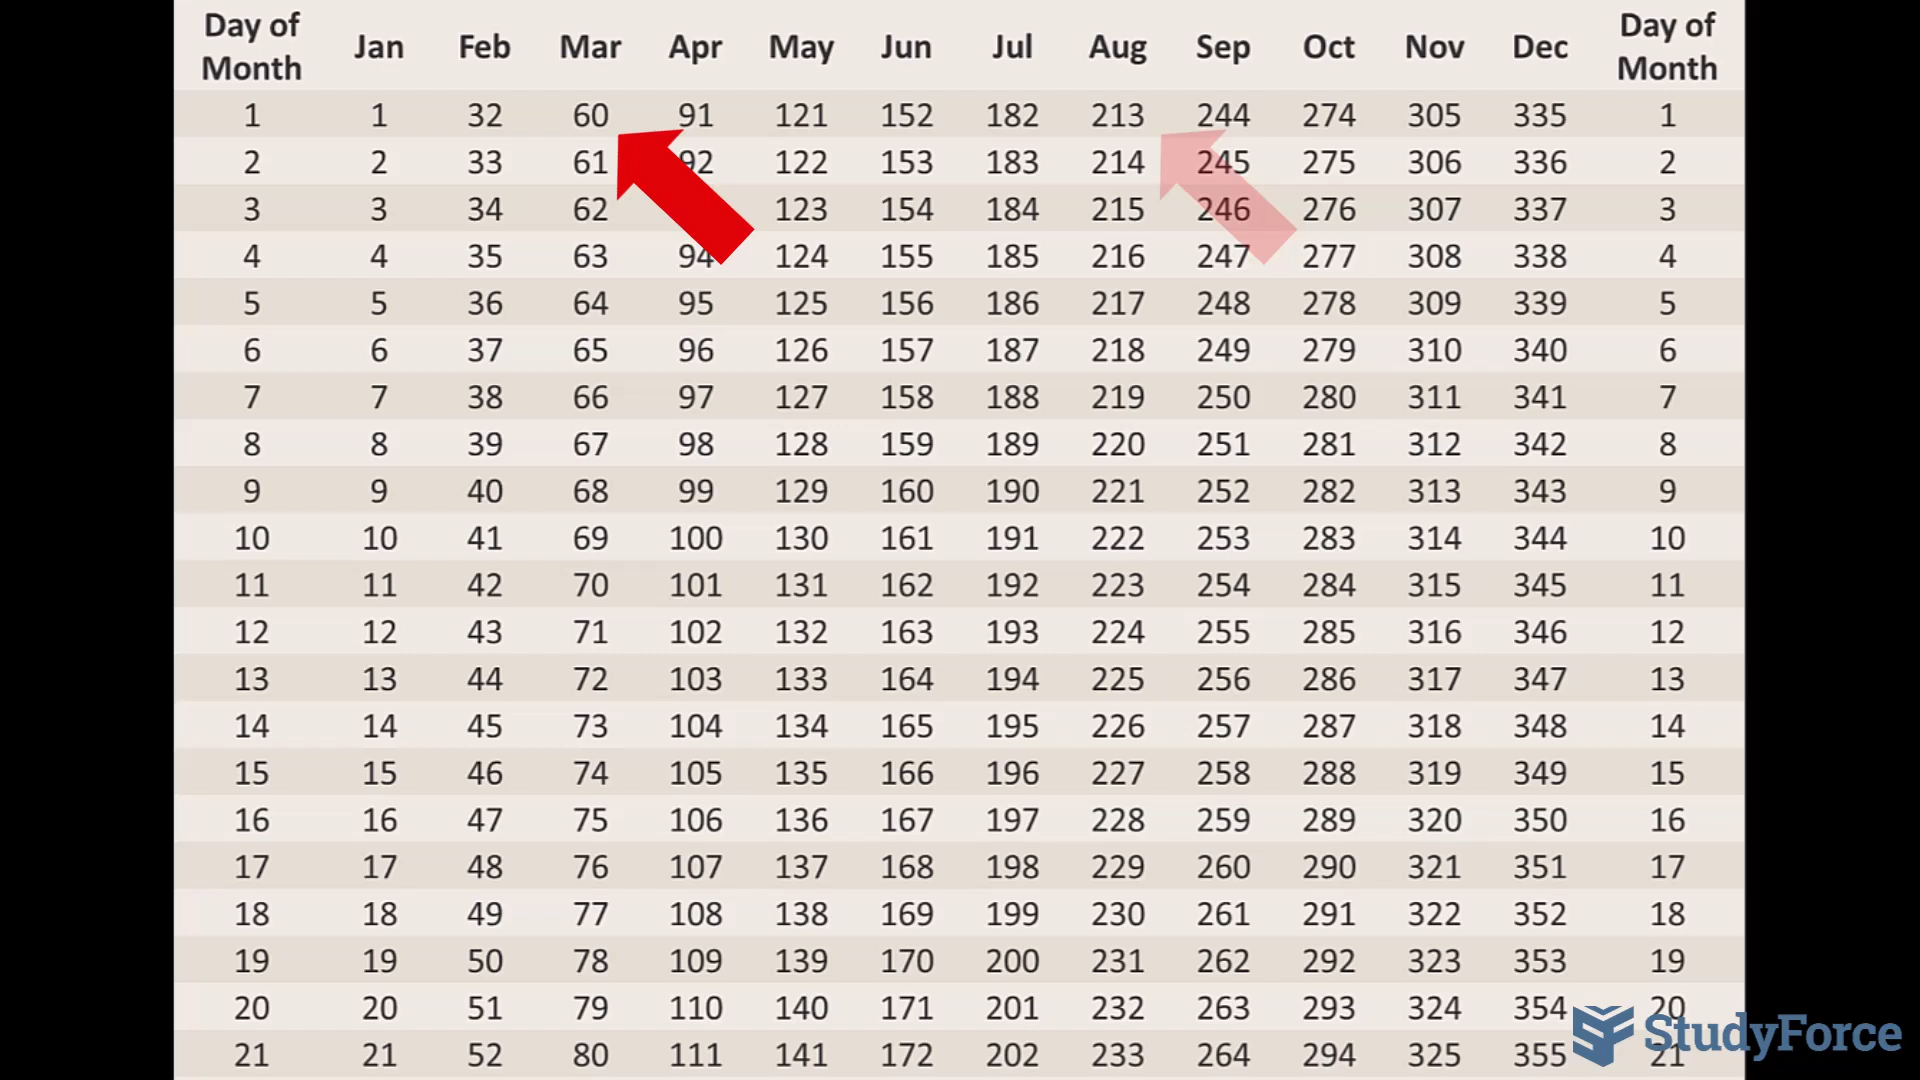 Day of Month Jan Feb Mar Apr May Jun Jul Aug Sep Oct Nov Dec Day of Month
1 1 32 60 91 121 152 182 213 244 274 305 335 1
2 2 33 61 92 122 153 183 214 245 275 306 336 2
3 3 34 62 123 154 184 215 246 276 307 337 3
4 4 35 63 94 124 155 185 216 247 277 308 338 4
5 5 36 64 95 125 156 186 217 248 278 309 339 5
6 6 37 65 96 126 157 187 218 249 279 310 340 6
7 7 38 66 97 127 158 188 219 250 280 311 341 7
8 8 39 67 98 128 159 189 220 251 281 312 342 8
9 9 40 68 99 129 160 190 221 252 282 313 343 9
10 10 41 69 100 130 161 191 222 253 283 314 344 10
11 11 42 70 101 131 162 192 223 254 284 315 345 11
12 12 43 71 102 132 163 193 224 255 285 316 346 12
13 13 44 72 103 133 164 194 225 256 286 317 347 13
14 14 45 73 104 134 165 195 226 257 287 318 348 14
15 15 46 74 105 135 166 196 227 258 288 319 349 15
16 16 47 75 106 136 167 197 228 259 289 320 350 16
17 17 48 76 107 137 168 198 229 260 290 321 351 17
18 18 49 77 108 138 169 199 230 261 291 322 352 18
19 19 50 78 109 139 170 200 231 262 292 323 353 19
20 20 51 79 110 140 171 201 232 263 293 324 354 20
21 21 52 80 111 141 172 202 233 264 294 325 355 21
StudyForce